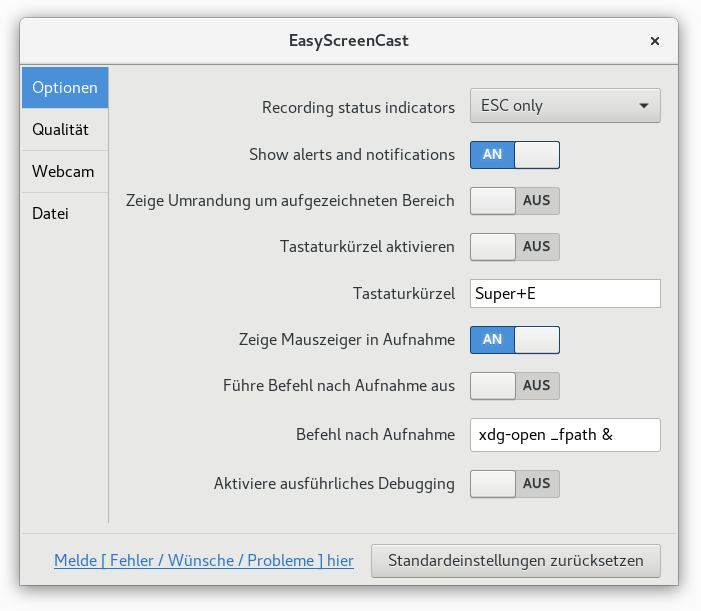 EasyScreenCast
Optionen
Qualität
Webcam
Datei
Recording status indicators
ESC only
Show alerts and notifications
AN
Zeige Umrandung um aufgezeichneten Bereich
AUS
Tastaturkürzel aktivieren
AUS
Tastaturkürzel
Super+E
Zeige Mauszeiger in Aufnahme
AN
Führe Befehl nach Aufnahme aus
AUS
Befehl nach Aufnahme
xdg-open _fpath &
Aktiviere ausführliches Debugging
AUS
Melde [ Fehler / Wünsche / Probleme ] hier
Standardeinstellungen zurücksetzen